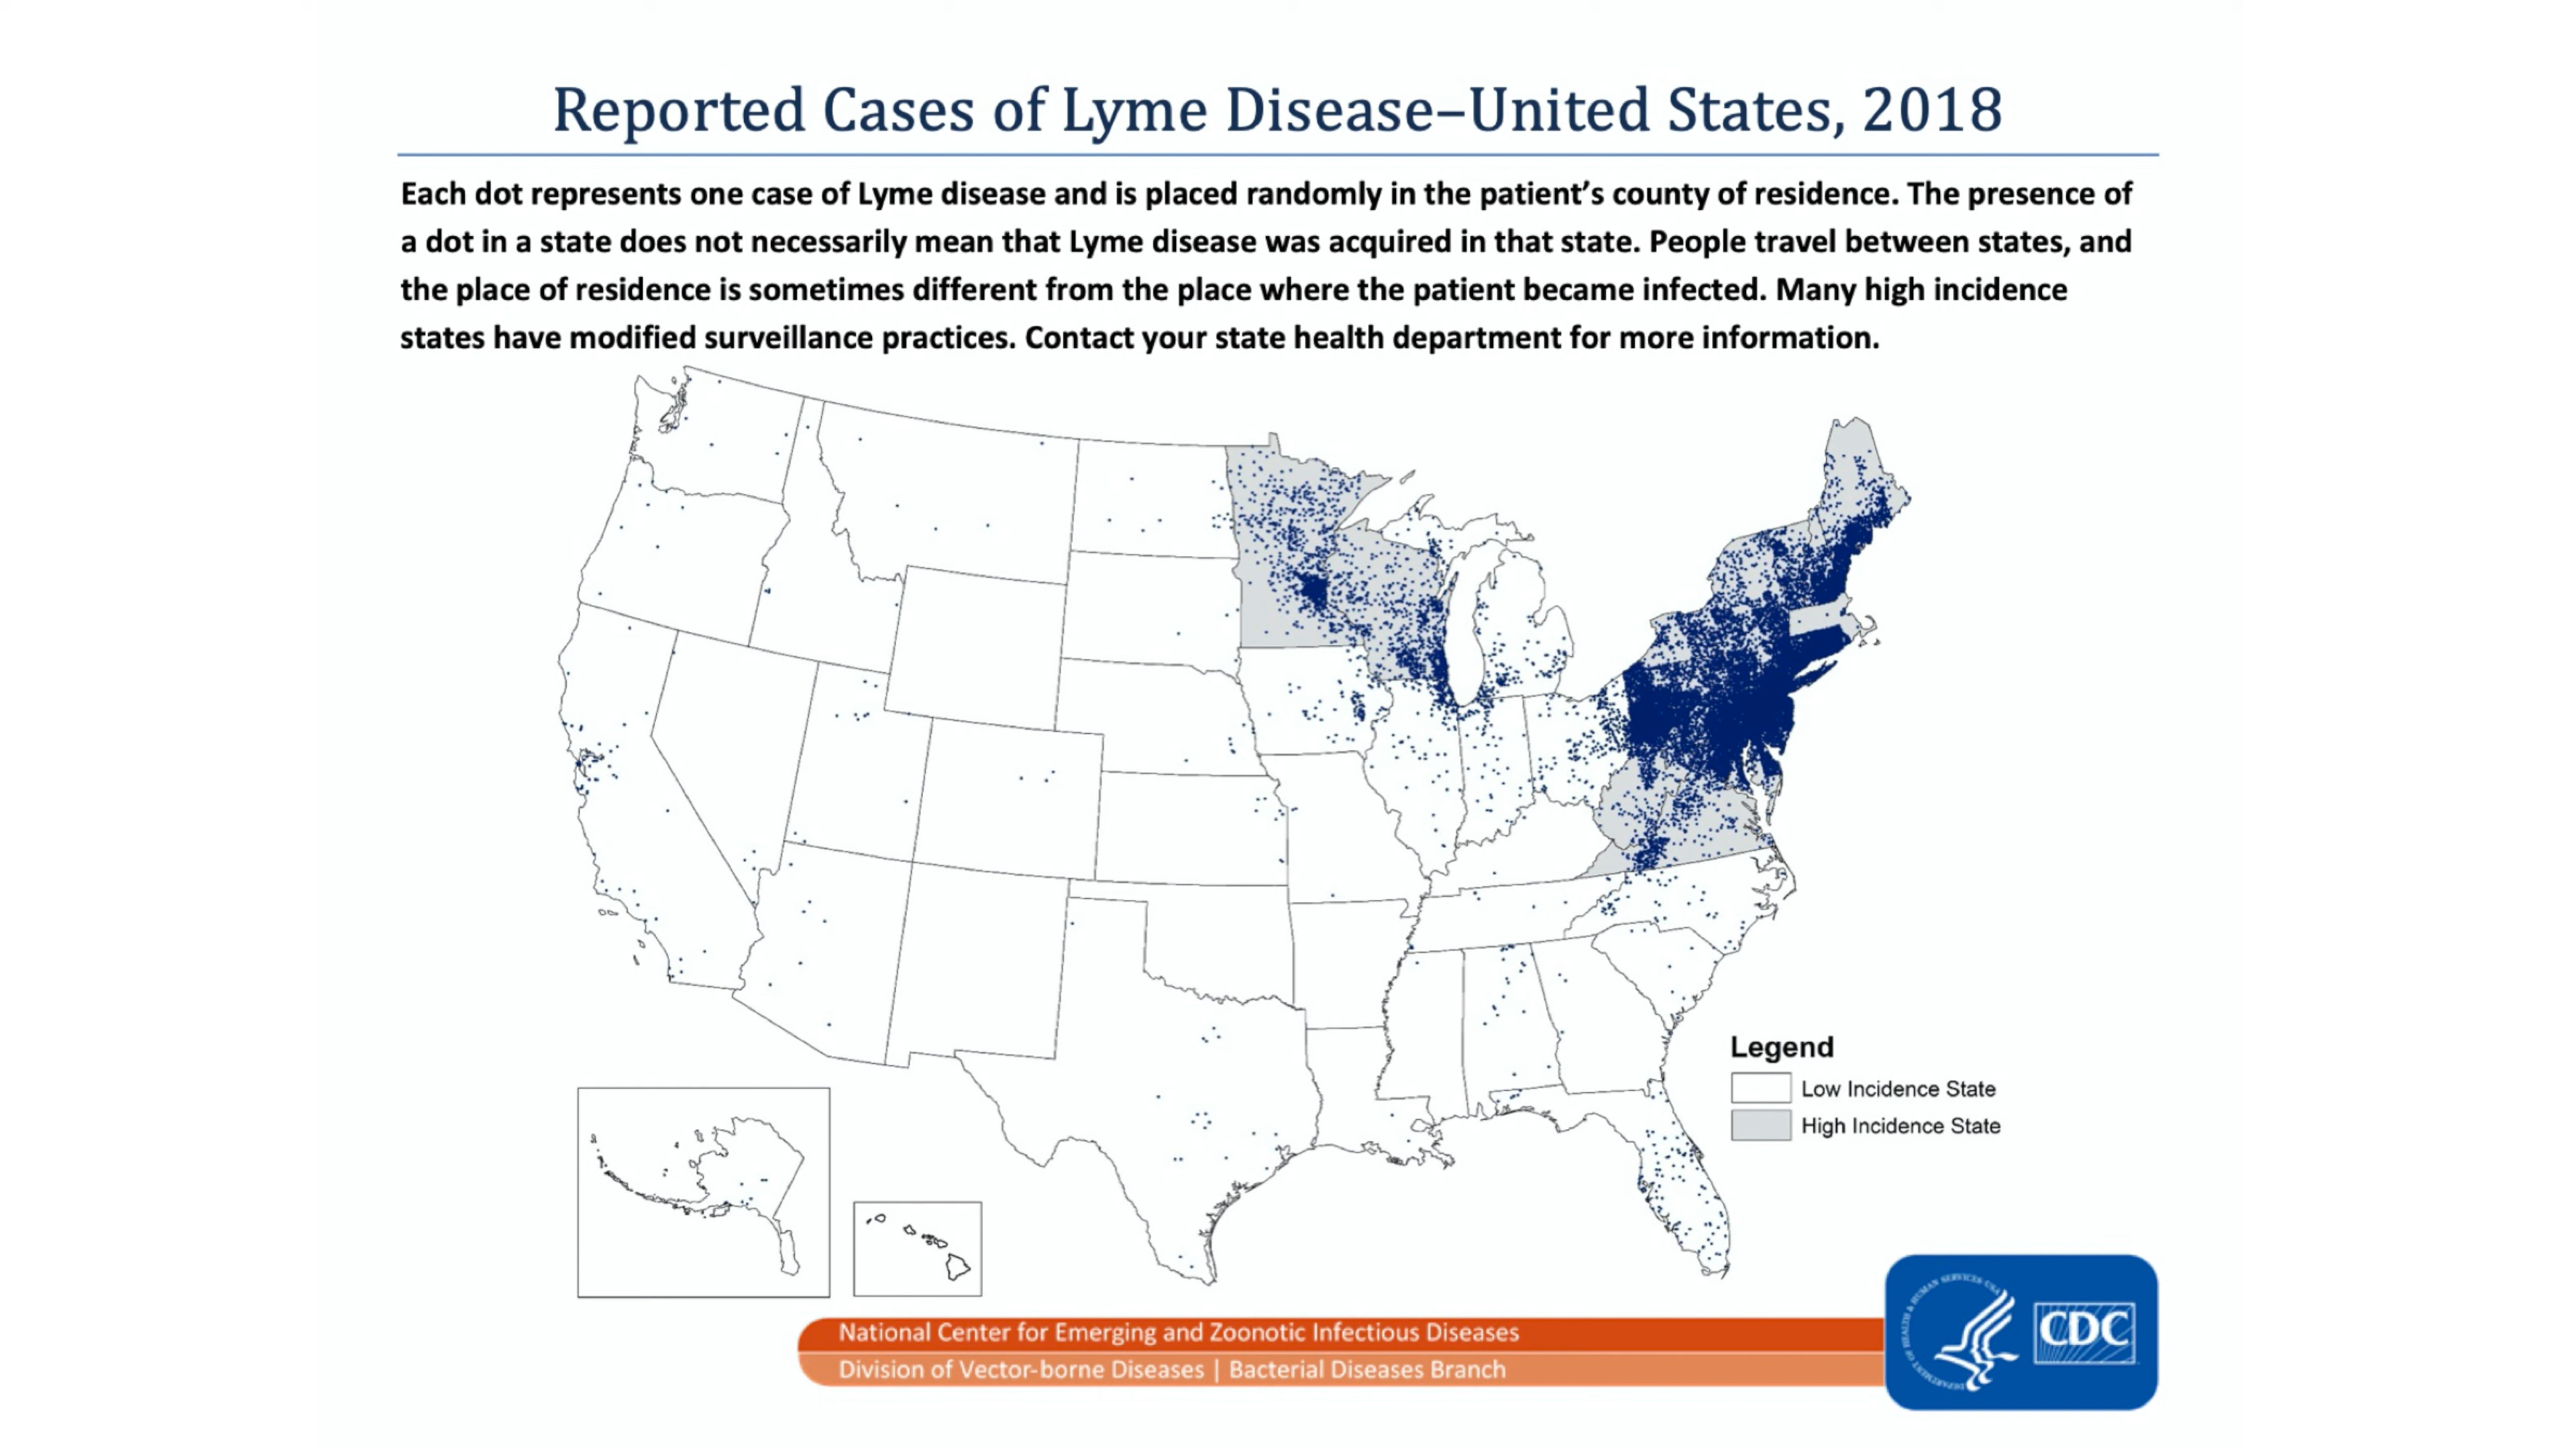 Reported Cases of Lyme Disease–United States, 2018
Each dot represents one case of Lyme disease and is placed randomly in the patient's county of residence. The presence of
a dot in a state does not necessarily mean that Lyme disease was acquired in that state. People travel between states, and
the place of residence is sometimes different from the place where the patient became infected. Many high incidence
states have modified surveillance practices. Contact your state health department for more information.
Legend
Low Incidence State
High Incidence State
National Center for Emerging and Zoonotic Infectious Diseases
Division of Vector-borne Diseases | Bacterial Diseases Branch
CDC